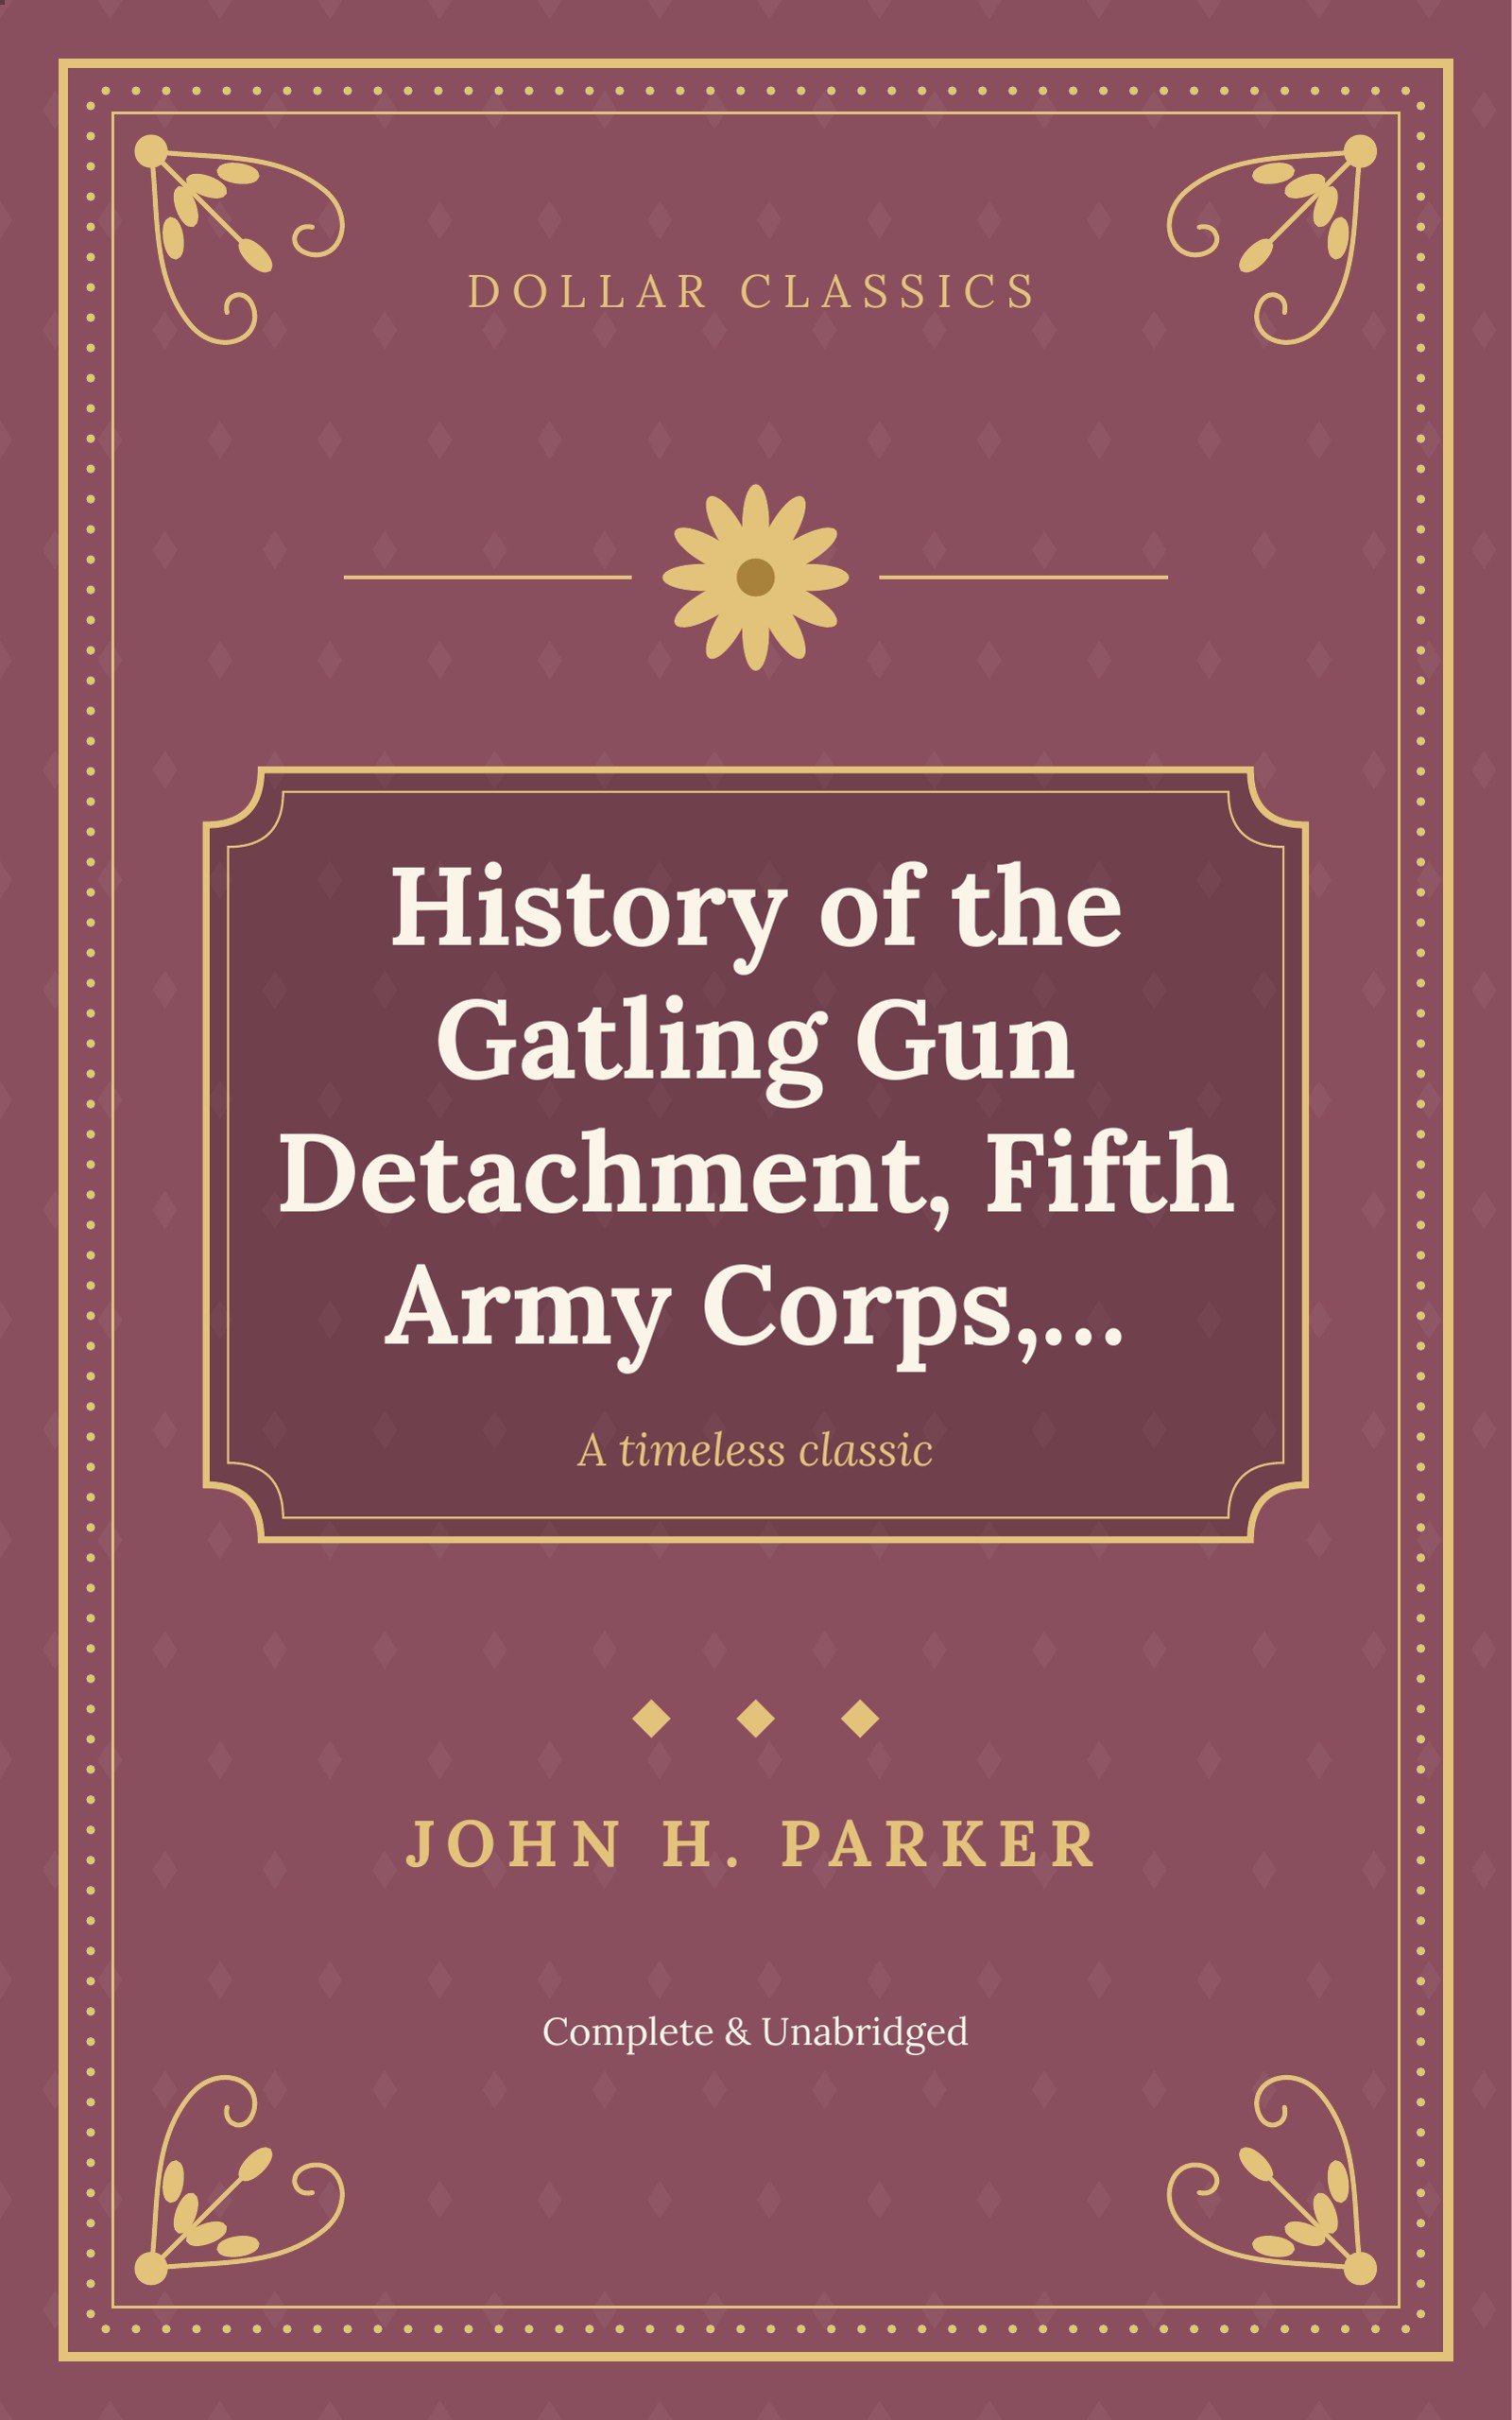 DOLLAR CLASSICS
History of the
Gatling Gun
Detachment, Fifth
Army Corps,...
A timeless classic
JOHN H. PARKER
Complete & Unabridged